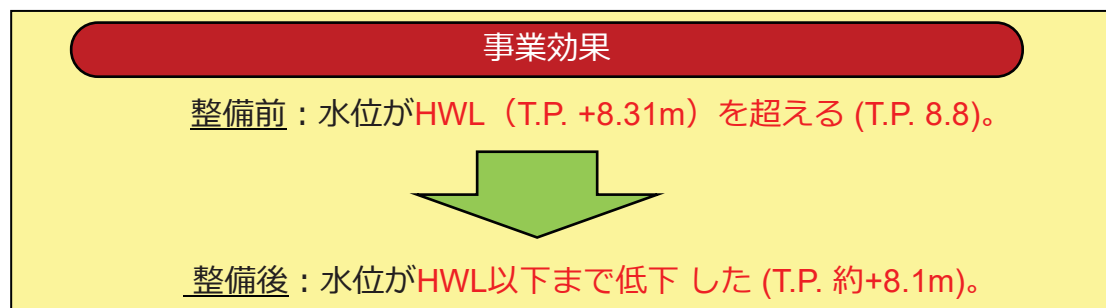 事業効果
整備前：水位がHWL（T.P. +8.31m）を超える (T.P. 8.8)。
整備後：水位がHWL以下まで低下 した (T.P. 約+8.1m)。